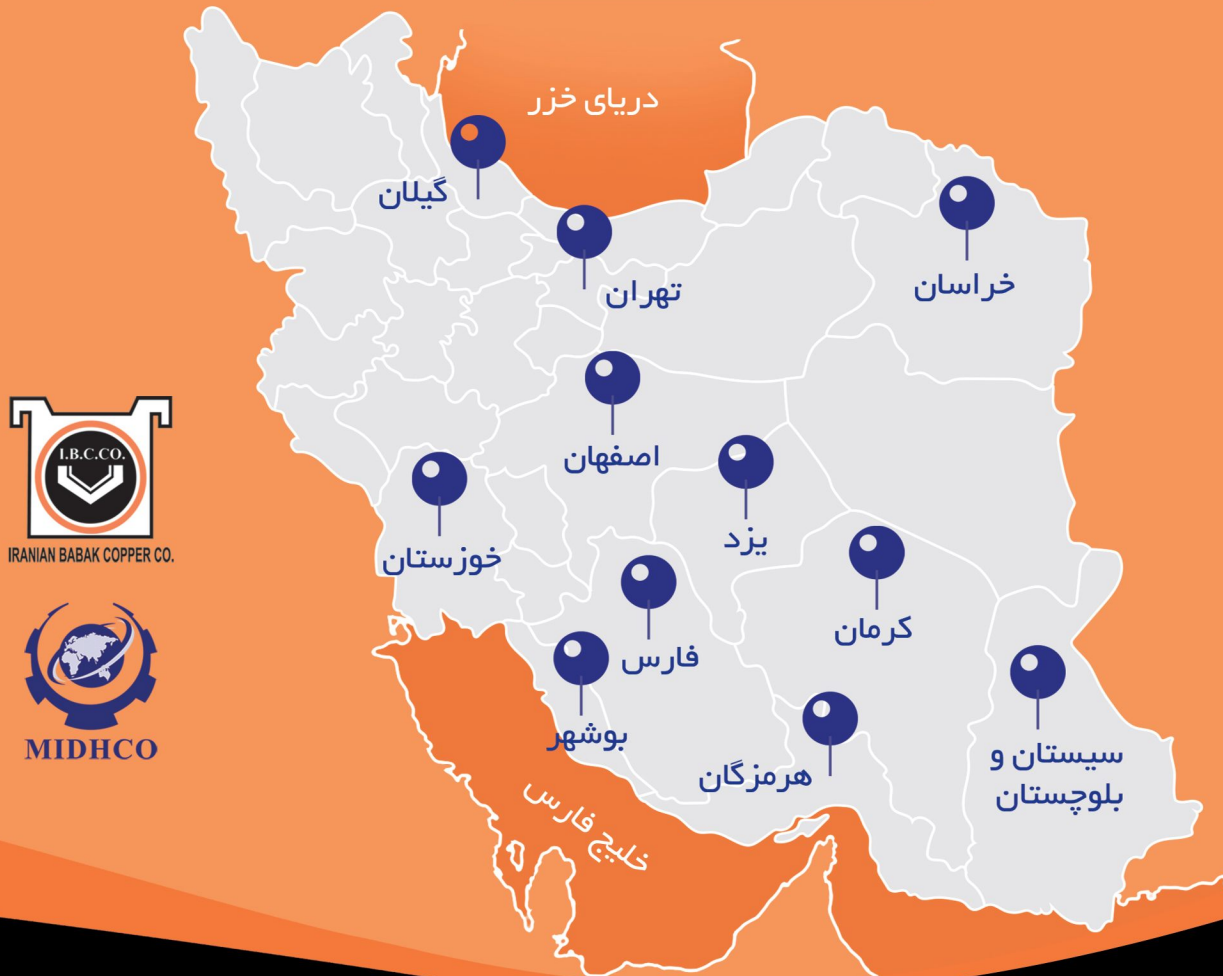 دریای خزر
گیلان
تهران
خراسان
اصفهان
یزد
خوزستان
کرمان
فارس
بوشهر
هرمزگان
سیستان و
بلوچستان
خلیج فارس
I.B.C.CO.
IRANIAN BABAK COPPER CO.
MIDHCO